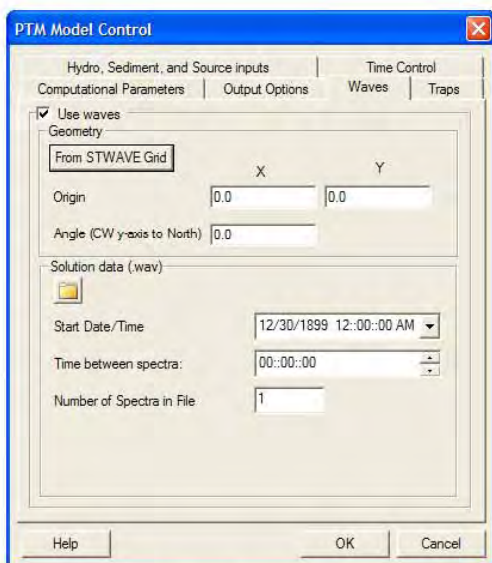 PTM Model Control
Hydro, Sediment, and Source inputs Time Control
Computational Parameters Output Options Waves Traps
Use waves
Geometry
From STWAVE Grid
X Y
Origin 0.0 0.0
Angle (CW y-axis to North) 0.0
Solution data (.wav)
Start Date/Time 12/30/1899 12::00::00 AM
Time between spectra: 00::00::00
Number of Spectra in File 1
Help OK Cancel